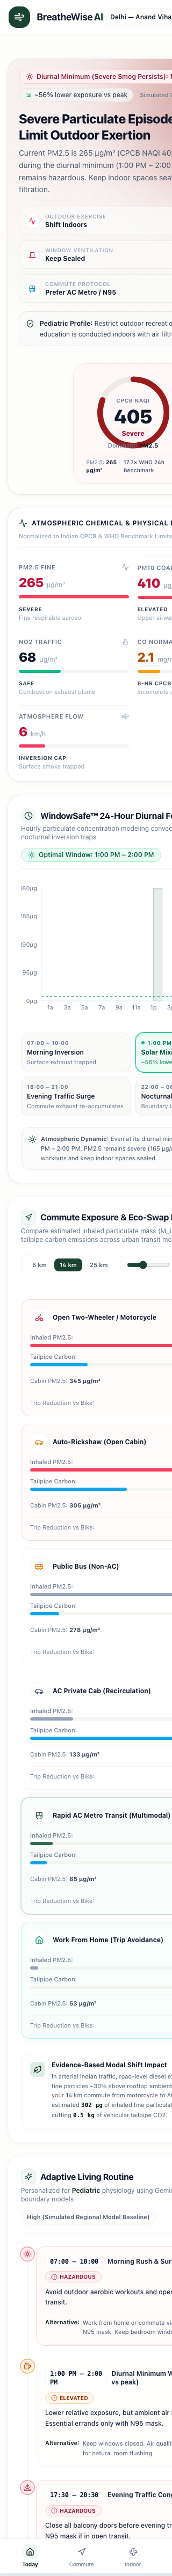 BreatheWise AI
Delhi — Anand Viha
Diurnal Minimum (Severe Smog Persists): 1
~56% lower exposure vs peak
Simulated
Severe Particulate Episode
Limit Outdoor Exertion
Current PM2.5 is 265 µg/m³ (CPCB NAQI 40
during the diurnal minimum (1:00 PM – 2:00
remains hazardous. Keep indoor spaces sea
filtration.
OUTDOOR EXERCISE
Shift Indoors
WINDOW VENTILATION
Keep Sealed
COMMUTE PROTOCOL
Prefer AC Metro / N95
Pediatric Profile: Restrict outdoor recreatio
education is conducted indoors with air filtr
CPCB NAQI
405
Severe
PM2.5
PM2.5: 265 µg/m³
17.7× WHO 24h Benchmark
ATMOSPHERIC CHEMICAL & PHYSICAL
Normalized to Indian CPCB & WHO Benchmark Limits
PM2.5 FINE
265 µg/m³
SEVERE
Fine respirable aerosol
PM10 COA
410 µg
ELEVATED
Upper airwa
NO2 TRAFFIC
68 µg/m³
SAFE
Combustion exhaust plume
CO NORMA
2.1 mg/
8-HR CPCB
Incomplete
ATMOSPHERE FLOW
6 km/h
INVERSION CAP
Surface smoke trapped
WindowSafe™ 24-Hour Diurnal Fo
Hourly particulate concentration modeling convec
nocturnal inversion traps
Optimal Window: 1:00 PM – 2:00 PM
380µg
285µg
190µg
95µg
0µg
1a 3a 5a 7a 9a 11a 1p 3p
07:00 – 10:00
Morning Inversion
Surface exhaust trapped
1:00 PM
Solar Mixi
~56% lowe
18:00 – 21:00
Evening Traffic Surge
Commute exhaust re-accumulates
22:00 – 06
Nocturnal
Boundary l
Atmospheric Dynamic: Even at its diurnal min
PM – 2:00 PM, PM2.5 remains severe (165 µg/
workouts and keep indoor spaces sealed.
Commute Exposure & Eco-Swap
Compare estimated inhaled particulate mass (M_i
tailpipe carbon emissions across urban transit mo
5 km
14 km
25 km
Open Two-Wheeler / Motorcycle
Inhaled PM2.5:
Tailpipe Carbon:
Cabin PM2.5: 345 µg/m³
Trip Reduction vs Bike:
Auto-Rickshaw (Open Cabin)
Inhaled PM2.5:
Tailpipe Carbon:
Cabin PM2.5: 305 µg/m³
Trip Reduction vs Bike:
Public Bus (Non-AC)
Inhaled PM2.5:
Tailpipe Carbon:
Cabin PM2.5: 278 µg/m³
Trip Reduction vs Bike:
AC Private Cab (Recirculation)
Inhaled PM2.5:
Tailpipe Carbon:
Cabin PM2.5: 133 µg/m³
Trip Reduction vs Bike:
Rapid AC Metro Transit (Multimodal)
Inhaled PM2.5:
Tailpipe Carbon:
Cabin PM2.5: 85 µg/m³
Trip Reduction vs Bike:
Work From Home (Trip Avoidance)
Inhaled PM2.5:
Tailpipe Carbon:
Cabin PM2.5: 53 µg/m³
Trip Reduction vs Bike:
Evidence-Based Modal Shift Impact
In arterial Indian traffic, road-level diesel e
fine particles ~30% above rooftop ambien
your 14 km commute from motorcycle to A
estimated 302 µg of inhaled fine particulat
cutting 0.5 kg of vehicular tailpipe CO2.
Adaptive Living Routine
Personalized for Pediatric physiology using Gemi
boundary models
High (Simulated Regional Model Baseline)
07:00 – 10:00
Morning Rush & Sur
HAZARDOUS
Avoid outdoor aerobic workouts and open
transit.
Alternative: Work from home or commute via
N95 mask. Keep bedroom wind
1:00 PM – 2:00 PM
Diurnal Minimum W
vs peak)
ELEVATED
Lower relative exposure, but ambient air
Essential errands only with N95 mask.
Alternative: Keep windows closed. Air qualit
for natural room flushing.
17:30 – 20:30
Evening Traffic Cong
HAZARDOUS
Close all balcony doors before evening tr
N95 mask if in open transit.
Today
Commute
Indoor